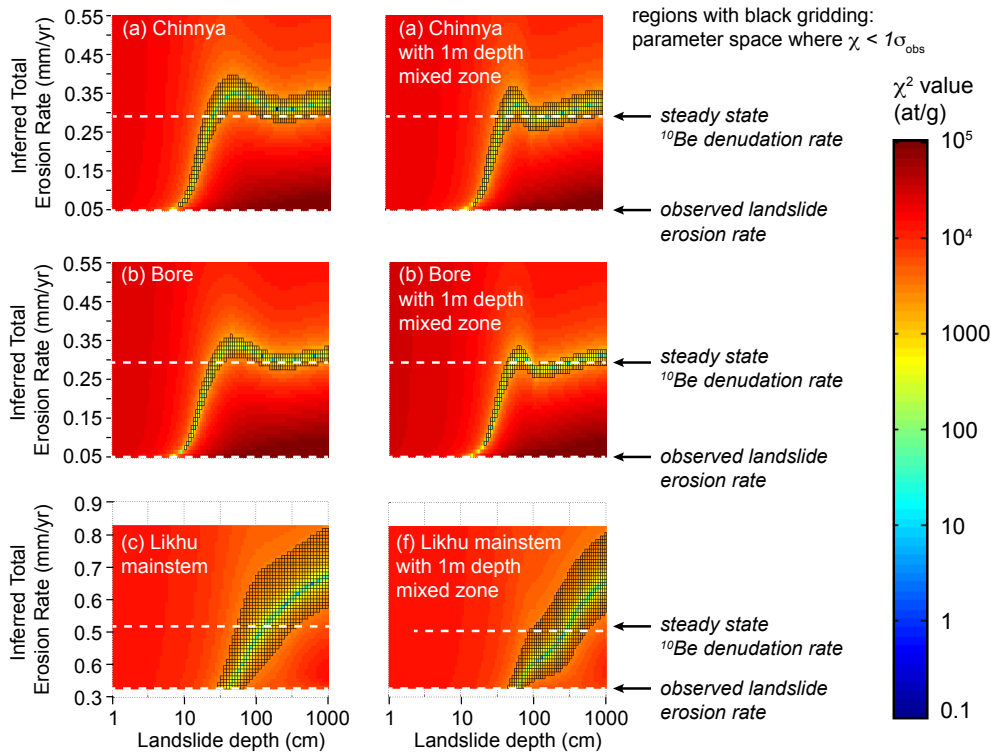 (a) Chinnya
(a) Chinnya
with 1m depth
mixed zone
regions with black gridding:
parameter space where χ < 1σobs
Inferred Total
Erosion Rate (mm/yr)
0.55
0.45
0.35
0.25
0.15
0.05
steady state
¹⁰Be denudation rate
observed landslide
erosion rate
χ² value
(at/g)
10⁵
10⁴
1000
100
10
1
0.1
(b) Bore
(b) Bore
with 1m depth
mixed zone
Inferred Total
Erosion Rate (mm/yr)
0.55
0.45
0.35
0.25
0.15
0.05
steady state
¹⁰Be denudation rate
observed landslide
erosion rate
(c) Likhu
mainstem
(f) Likhu mainstem
with 1m depth
mixed zone
Inferred Total
Erosion Rate (mm/yr)
0.9
0.8
0.7
0.6
0.5
0.6
0.3
steady state
¹⁰Be denudation rate
observed landslide
erosion rate
1 10 100 1000
Landslide depth (cm)
1 10 100 1000
Landslide depth (cm)